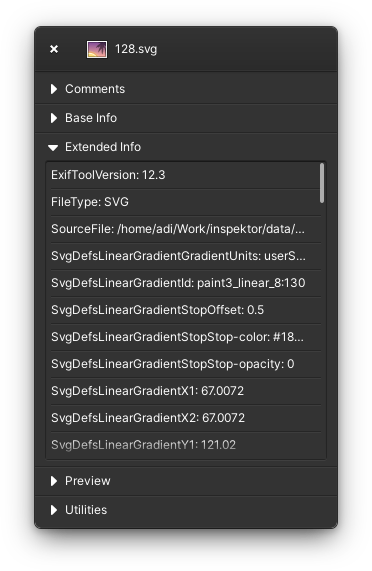 128.svg
Comments
Base Info
Extended Info
ExifToolVersion: 12.3
FileType: SVG
SourceFile: /home/adi/Work/inspektor/data/...
SvgDefsLinearGradientGradientUnits: userS...
SvgDefsLinearGradientId: paint3_linear_8:130
SvgDefsLinearGradientStopOffset: 0.5
SvgDefsLinearGradientStopStop-color: #18...
SvgDefsLinearGradientStopStop-opacity: 0
SvgDefsLinearGradientX1: 67.0072
SvgDefsLinearGradientX2: 67.0072
SvgDefsLinearGradientY1: 121.02
Preview
Utilities